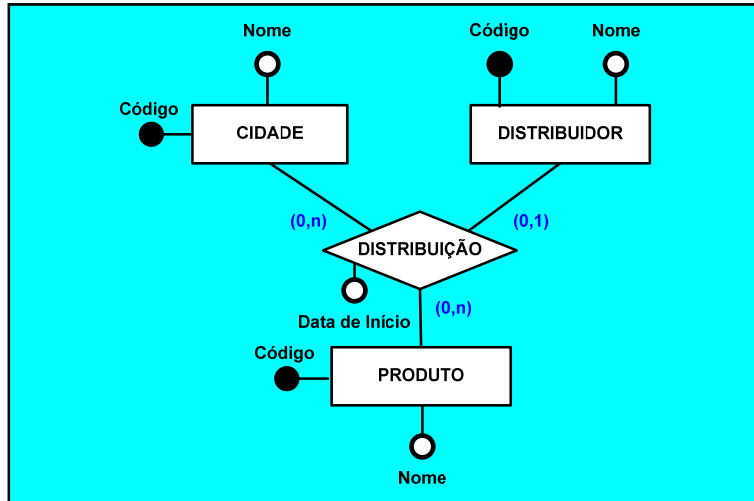 Nome
Código
Nome
Código
CIDADE
DISTRIBUIDOR
(0,n)
(0,1)
DISTRIBUIÇÃO
(0,n)
Data de Início
Código
PRODUTO
Nome